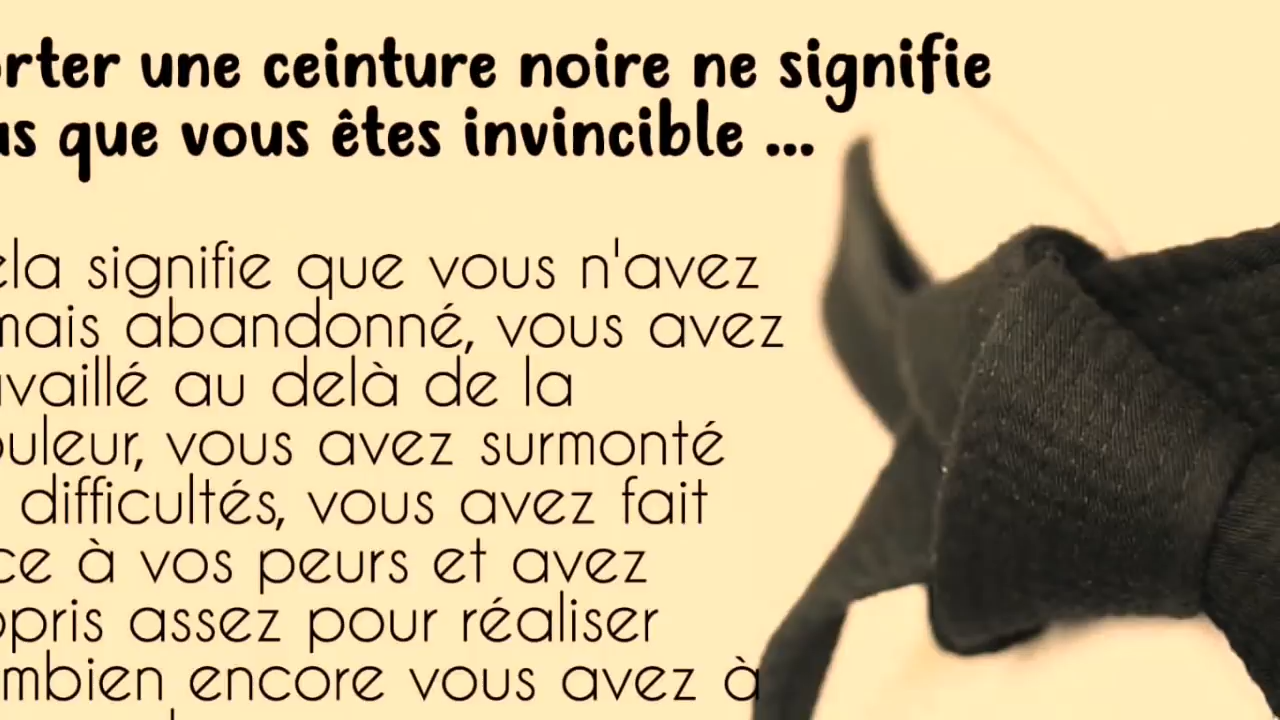 orter une ceinture noire ne signifie
as que vous êtes invincible ...
ela signifie que vous n'avez
mais abandonné, vous avez
availlé au delà de la
ouleur, vous avez surmonté
difficultés, vous avez fait
ce à vos peurs et avez
ppris assez pour réaliser
mbien encore vous avez à